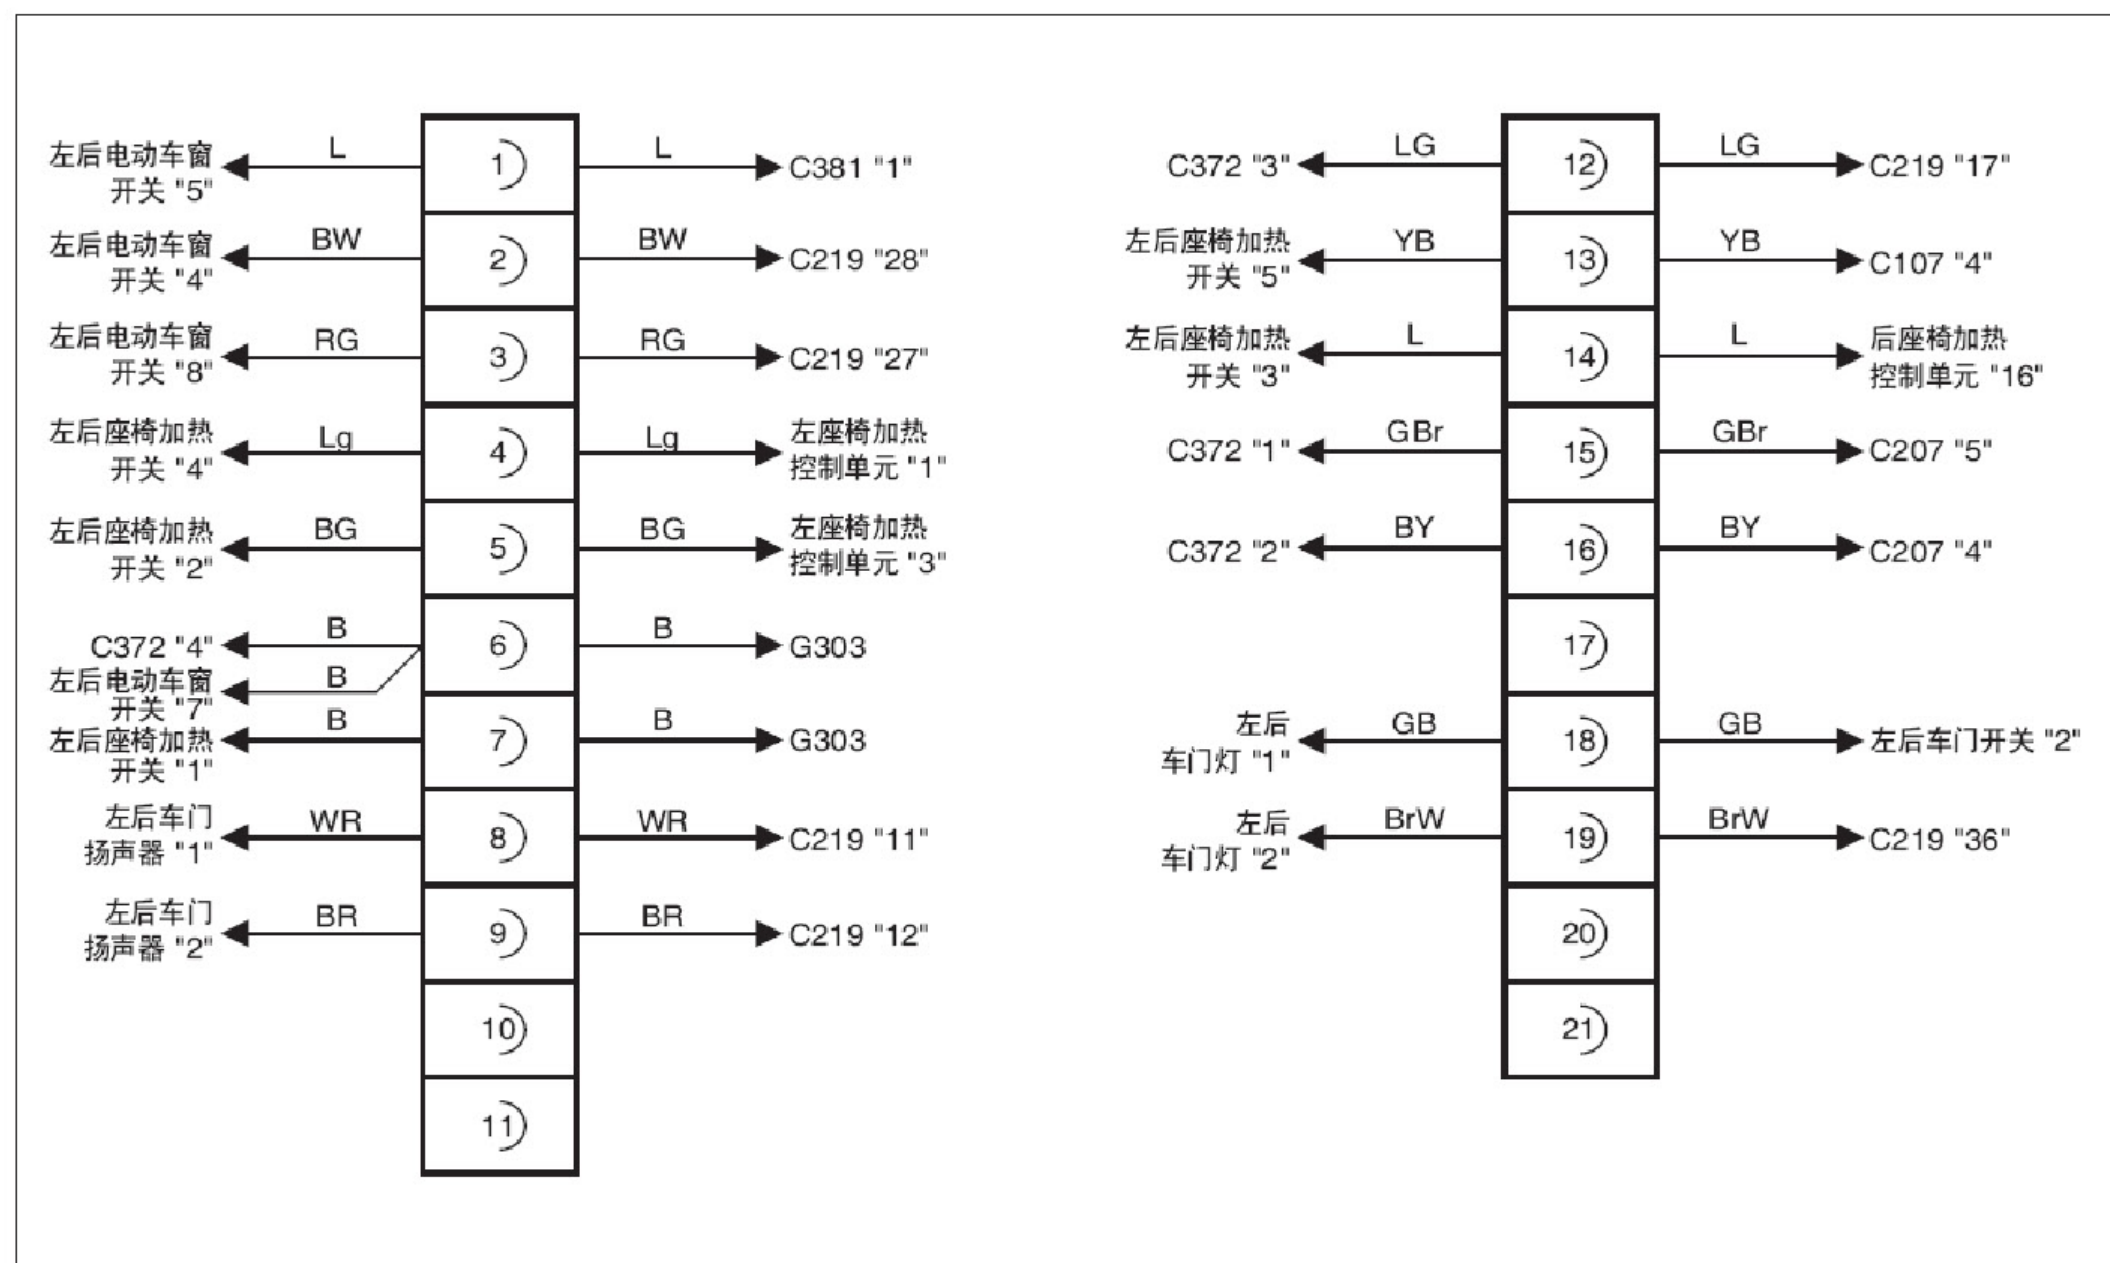 左后电动车窗
开关 "5"
L
1
L
C381 "1"
左后电动车窗
开关 "4"
BW
2
BW
C219 "28"
左后电动车窗
开关 "8"
RG
3
RG
C219 "27"
左后座椅加热
开关 "4"
Lg
4
Lg
左座椅加热
控制单元 "1"
左后座椅加热
开关 "2"
BG
5
BG
左座椅加热
控制单元 "3"
C372 "4"
B
6
B
G303
左后电动车窗
开关 "7"
B
左后座椅加热
开关 "1"
B
7
B
G303
左后车门
扬声器 "1"
WR
8
WR
C219 "11"
左后车门
扬声器 "2"
BR
9
BR
C219 "12"
10
11
C372 "3"
LG
12
LG
C219 "17"
左后座椅加热
开关 "5"
YB
13
YB
C107 "4"
左后座椅加热
开关 "3"
L
14
L
后座椅加热
控制单元 "16"
C372 "1"
GBr
15
GBr
C207 "5"
C372 "2"
BY
16
BY
C207 "4"
17
左后
车门灯 "1"
GB
18
GB
左后车门开关 "2"
左后
车门灯 "2"
BrW
19
BrW
C219 "36"
20
21